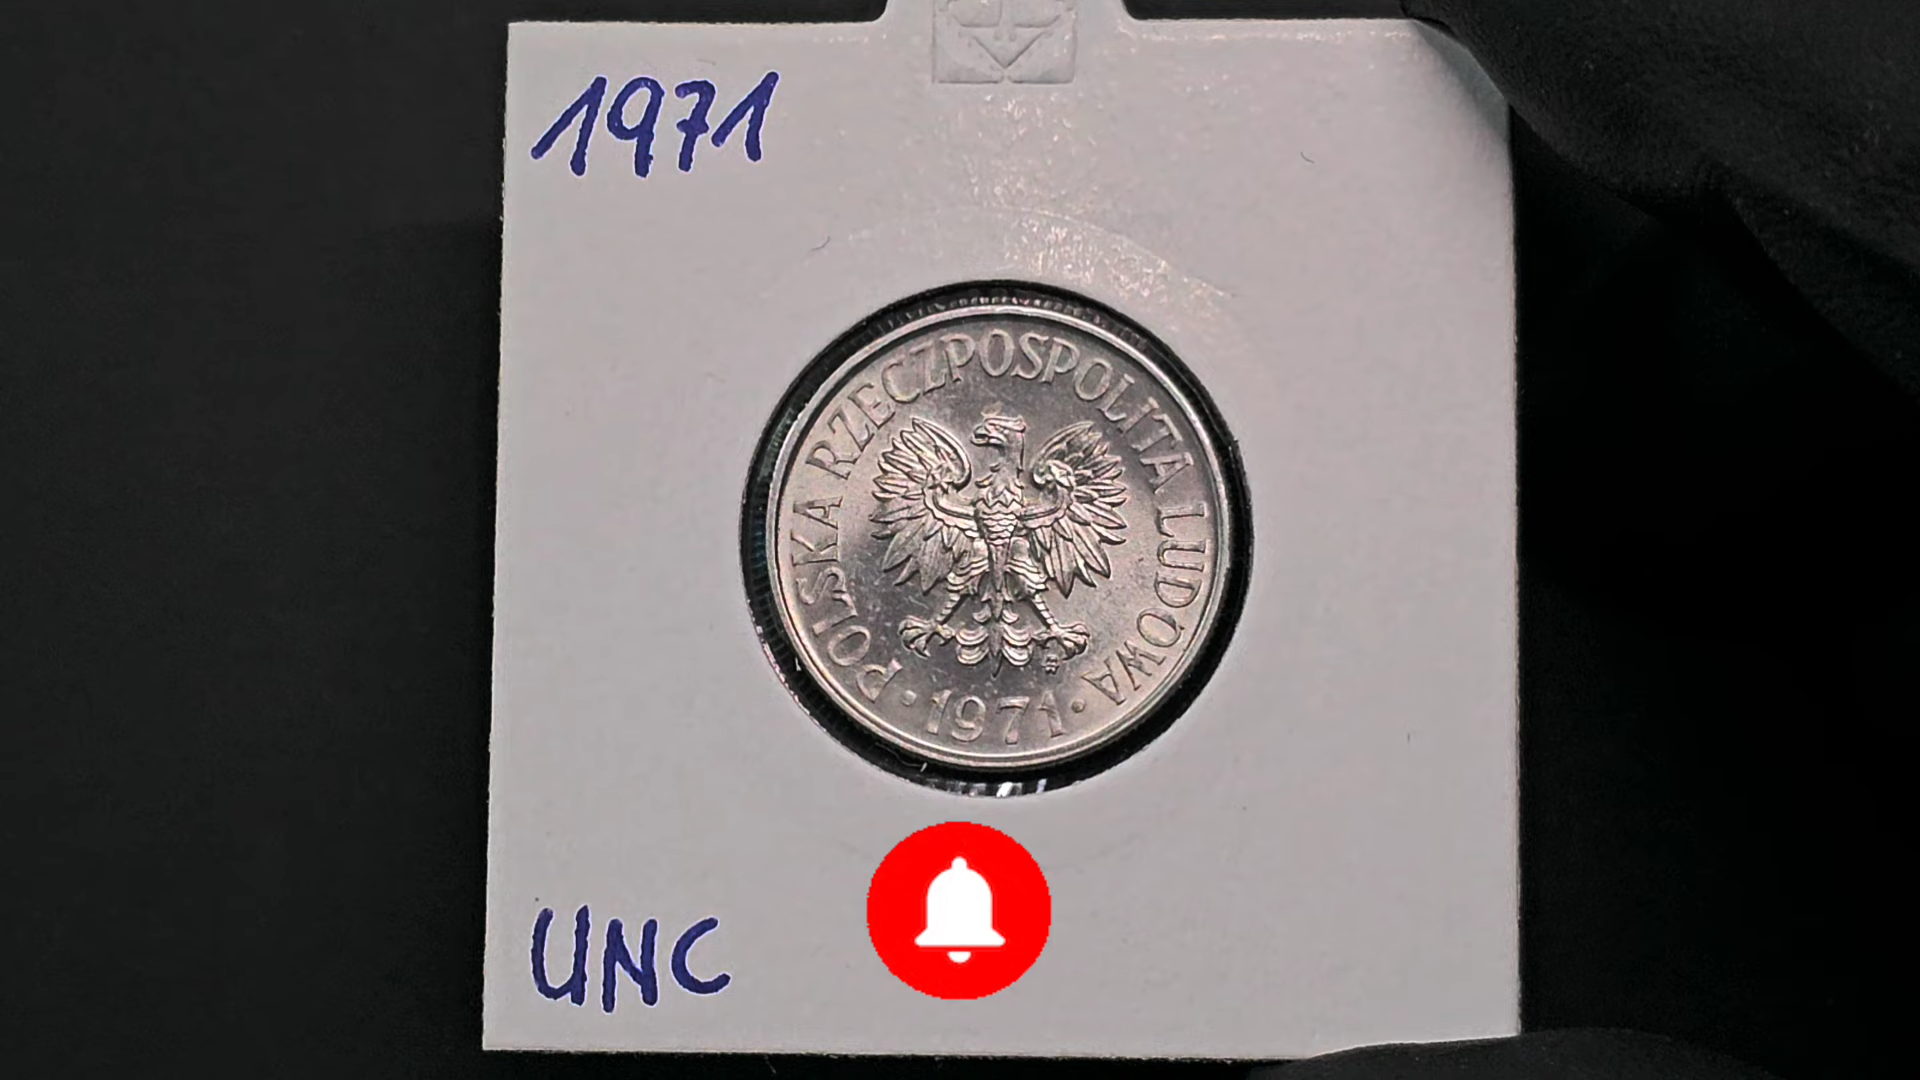 1971
POLSKA RZECZPOSPOLITA LUDOWA
· 1971 ·
UNC